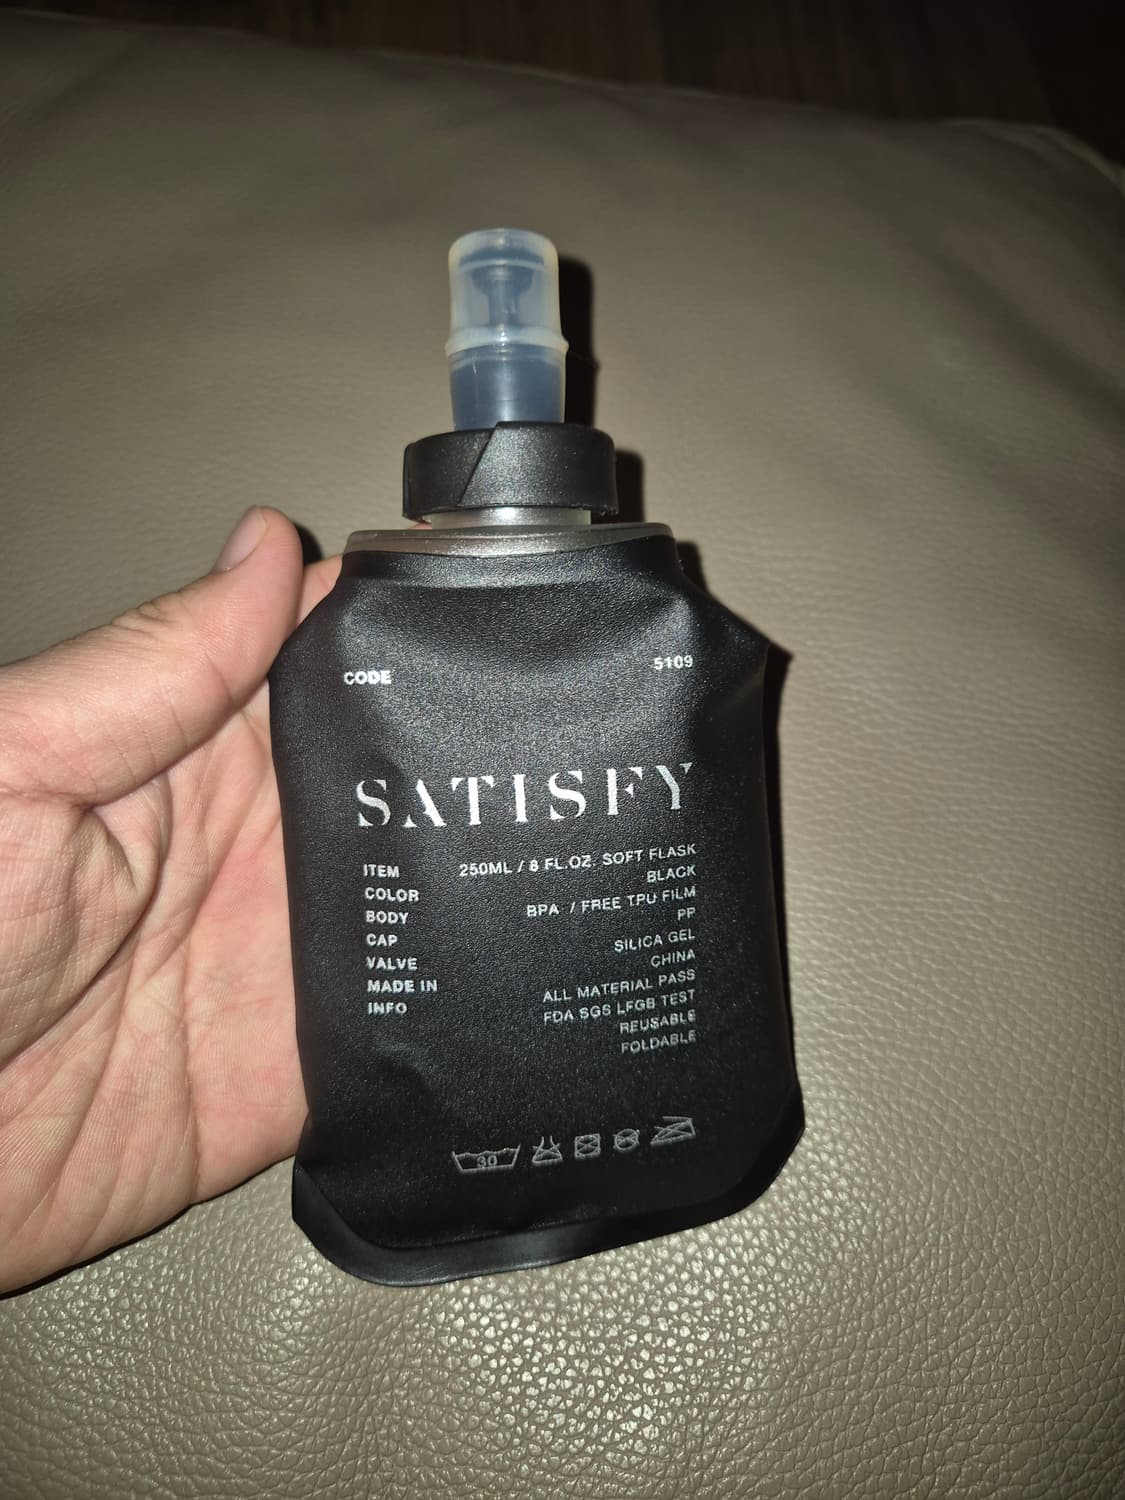 CODE 5109
SATISFY
ITEM 250ML / 8 FL.OZ. SOFT FLASK
COLOR BLACK
BODY BPA / FREE TPU FILM
CAP PP
VALVE SILICA GEL
MADE IN CHINA
INFO ALL MATERIAL PASS
FDA SGS LFGB TEST
REUSABLE
FOLDABLE
30